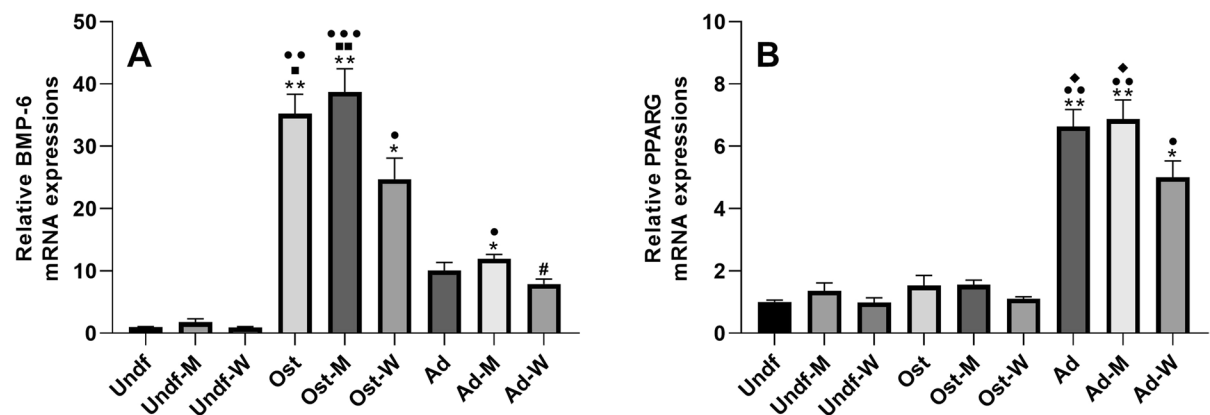 A
Relative BMP-6
mRNA expressions
50
40
30
20
10
0
●●
■
**
●●●
■■
**
●
*
●
*
#
Undf
Undf-M
Undf-W
Ost
Ost-M
Ost-W
Ad
Ad-M
Ad-W
B
Relative PPARG
mRNA expressions
10
8
6
4
2
0
◆
●●
**
◆
●●
**
●
*
Undf
Undf-M
Undf-W
Ost
Ost-M
Ost-W
Ad
Ad-M
Ad-W